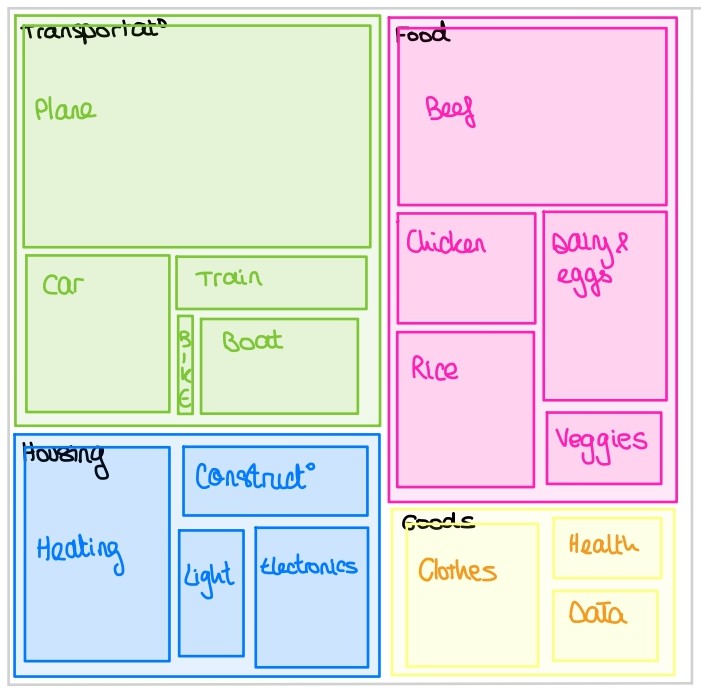 Transportat°
Plane
Car
Train
BIKE
Boat
Food
Beef
Chicken
Dairy &
eggs
Rice
Veggies
Housing
Heating
Construct°
Light
Electronics
Goods
Clothes
Health
Data